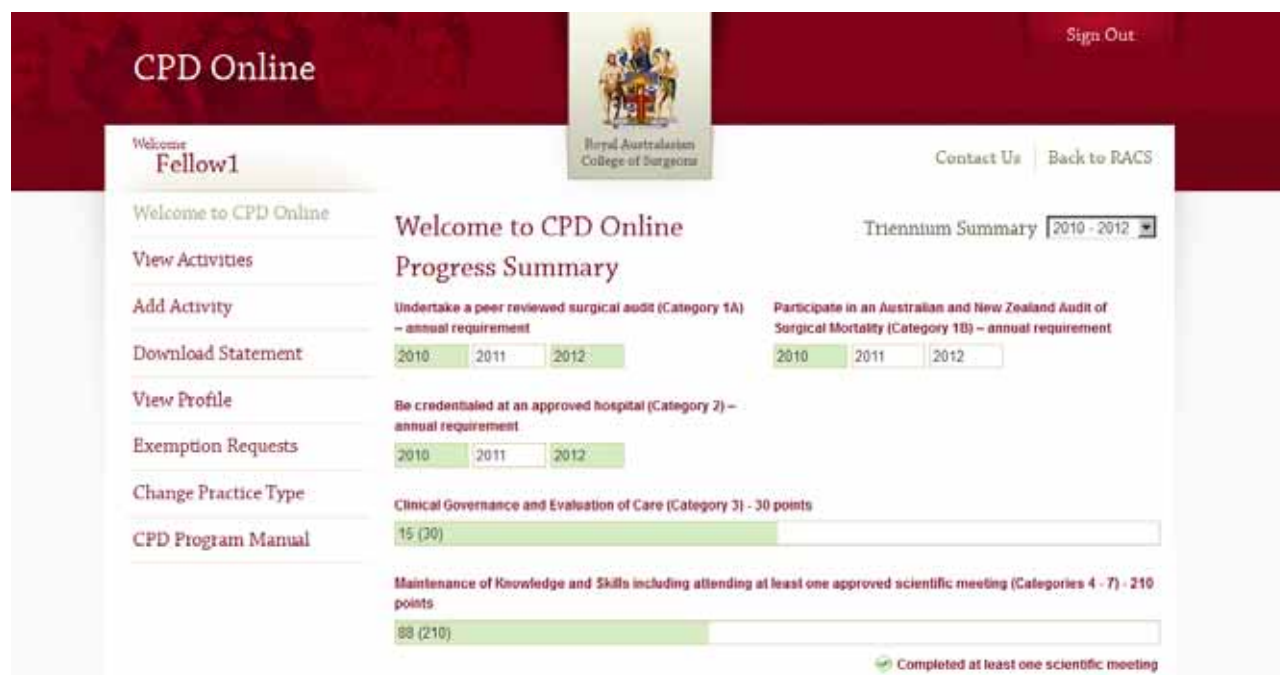 CPD Online
Sign Out
Royal Australasian
College of Surgeons
Welcome
Fellow1
Contact Us
Back to RACS
Welcome to CPD Online
View Activities
Add Activity
Download Statement
View Profile
Exemption Requests
Change Practice Type
CPD Program Manual
Welcome to CPD Online
Triennium Summary 2010 - 2012
Progress Summary
Undertake a peer reviewed surgical audit (Category 1A)
– annual requirement
2010 2011 2012
Participate in an Australian and New Zealand Audit of
Surgical Mortality (Category 1B) – annual requirement
2010 2011 2012
Be credentialed at an approved hospital (Category 2) –
annual requirement
2010 2011 2012
Clinical Governance and Evaluation of Care (Category 3) - 30 points
15 (30)
Maintenance of Knowledge and Skills including attending at least one approved scientific meeting (Categories 4 - 7) - 210
points
88 (210)
Completed at least one scientific meeting